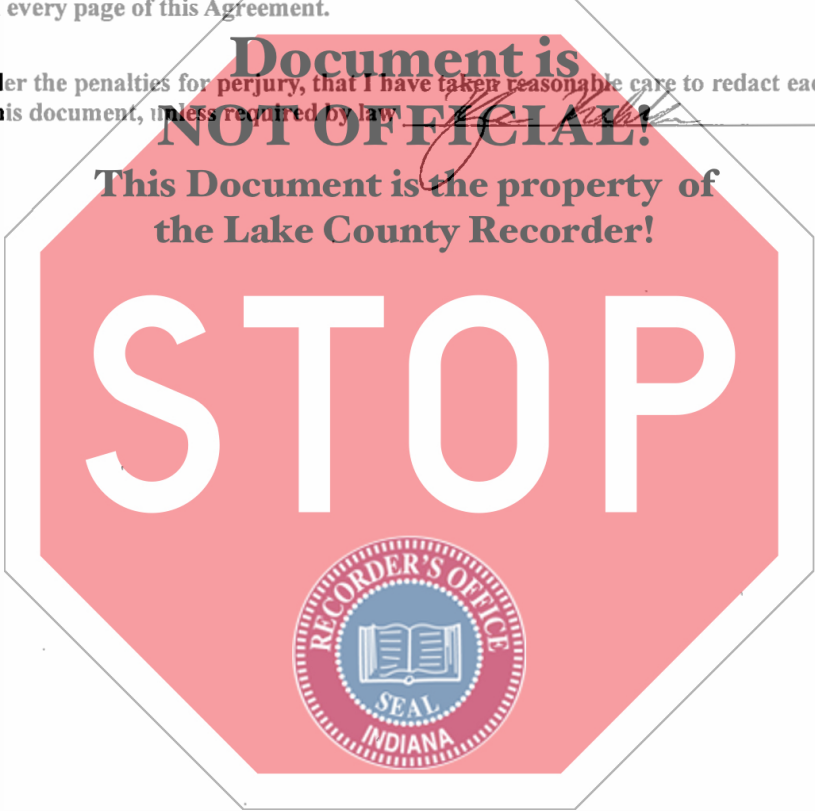 every page of this Agreement.
Document is
er the penalties for perjury, that I have taken reasonable care to redact eac
is document, unless required by law
NOT OFFICIAL!
This Document is the property of
the Lake County Recorder!
STOP
RECORDER'S OFFICE
SEAL
INDIANA